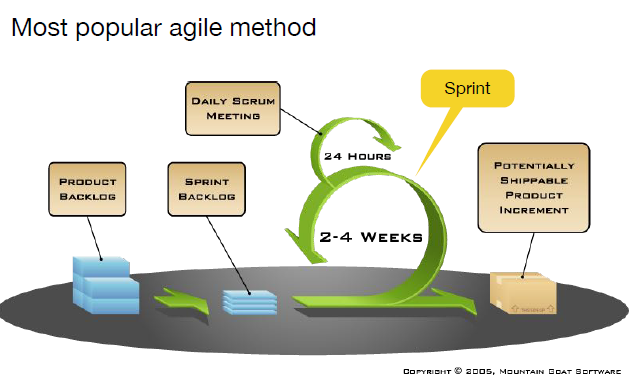 Most popular agile method
Sprint
DAILY SCRUM
MEETING
24 HOURS
POTENTIALLY
SHIPPABLE
PRODUCT
INCREMENT
PRODUCT
BACKLOG
SPRINT
BACKLOG
2-4 WEEKS
COPYRIGHT © 2005, MOUNTAIN GOAT SOFTWARE